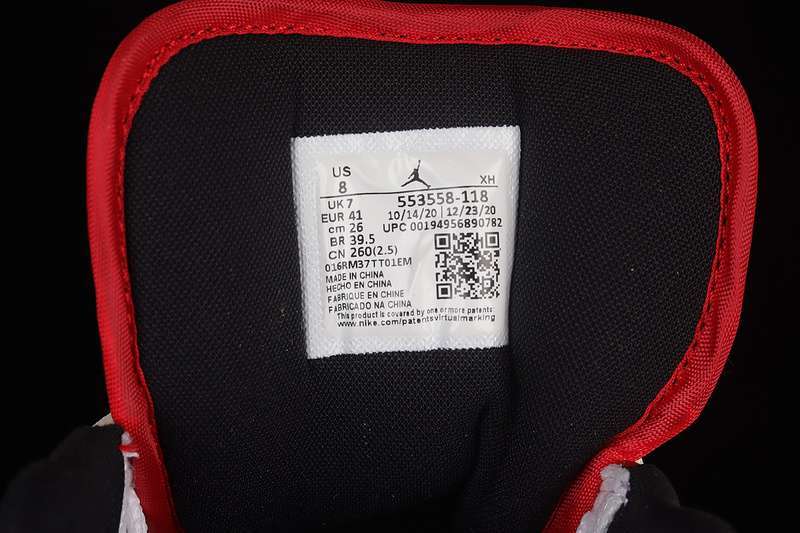 US
8
XH
UK 7
553558-118
EUR 41
10/14/20 | 12/23/20
cm 26
UPC 00194956890782
BR 39.5
CN 260(2.5)
016RM37TT01EM
MADE IN CHINA
HECHO EN CHINA
FABRIQUE EN CHINE
FABRICADO NA CHINA
This product is covered by one or more patents
www.nike.com/patentsvirtualmarking